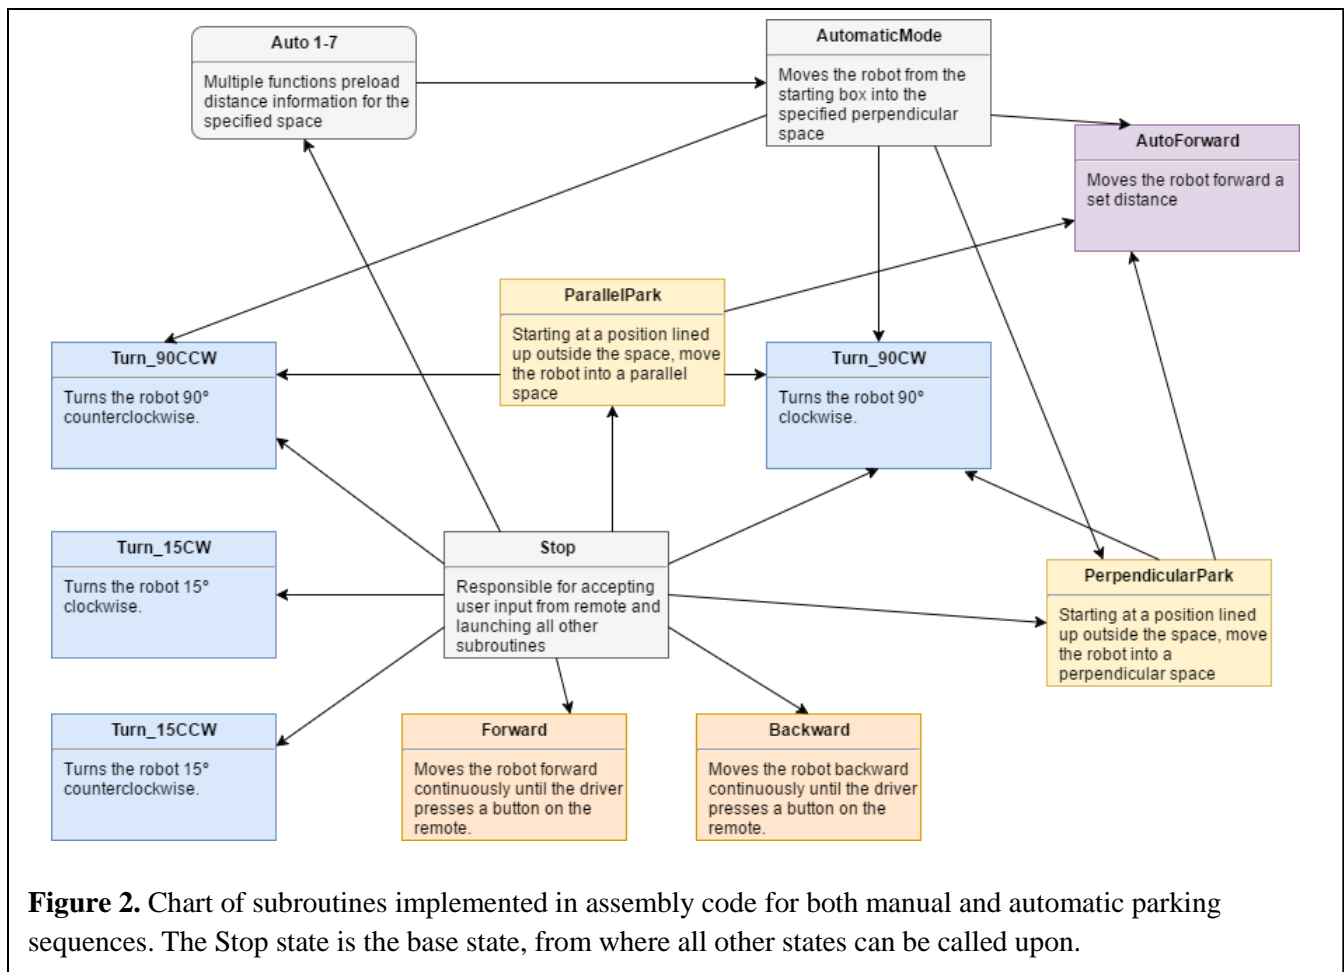 Auto 1-7
Multiple functions preload
distance information for the
specified space
AutomaticMode
Moves the robot from the
starting box into the
specified perpendicular
space
AutoForward
Moves the robot forward a
set distance
ParallelPark
Starting at a position lined
up outside the space, move
the robot into a parallel
space
Turn_90CCW
Turns the robot 90°
counterclockwise.
Turn_90CW
Turns the robot 90°
clockwise.
Turn_15CW
Turns the robot 15°
clockwise.
Stop
Responsible for accepting
user input from remote and
launching all other
subroutines
PerpendicularPark
Starting at a position lined
up outside the space, move
the robot into a
perpendicular space
Turn_15CCW
Turns the robot 15°
counterclockwise.
Forward
Moves the robot forward
continuously until the driver
presses a button on the
remote.
Backward
Moves the robot backward
continuously until the driver
presses a button on the
remote.
Figure 2. Chart of subroutines implemented in assembly code for both manual and automatic parking
sequences. The Stop state is the base state, from where all other states can be called upon.